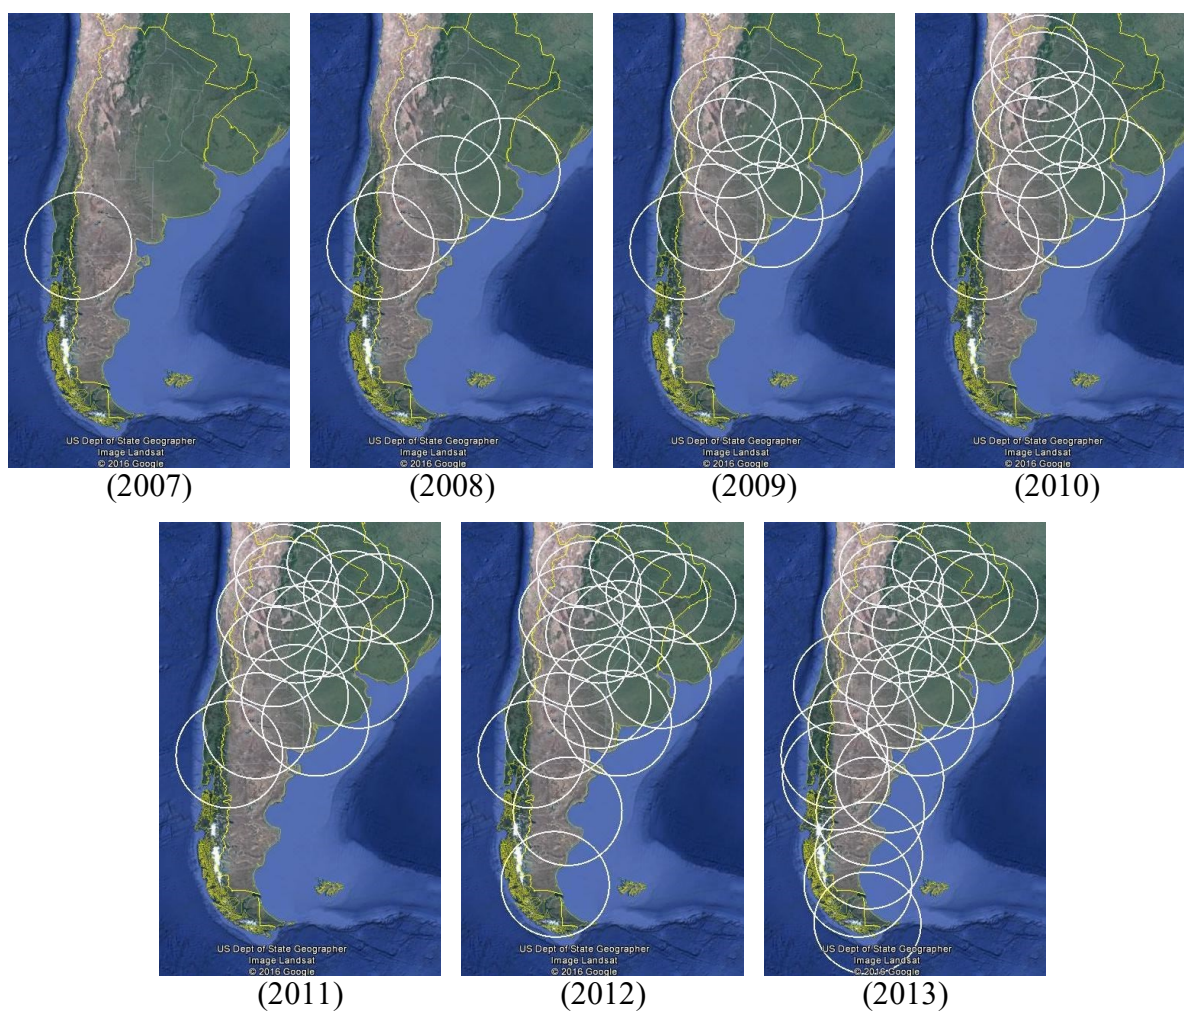 US Dept of State Geographer
Image Landsat
© 2016 Google
(2007)
US Dept of State Geographer
Image Landsat
© 2016 Google
(2008)
US Dept of State Geographer
Image Landsat
© 2016 Google
(2009)
US Dept of State Geographer
Image Landsat
© 2016 Google
(2010)
US Dept of State Geographer
Image Landsat
© 2016 Google
(2011)
US Dept of State Geographer
Image Landsat
© 2016 Google
(2012)
US Dept of State Geographer
Image Landsat
© 2016 Google
(2013)